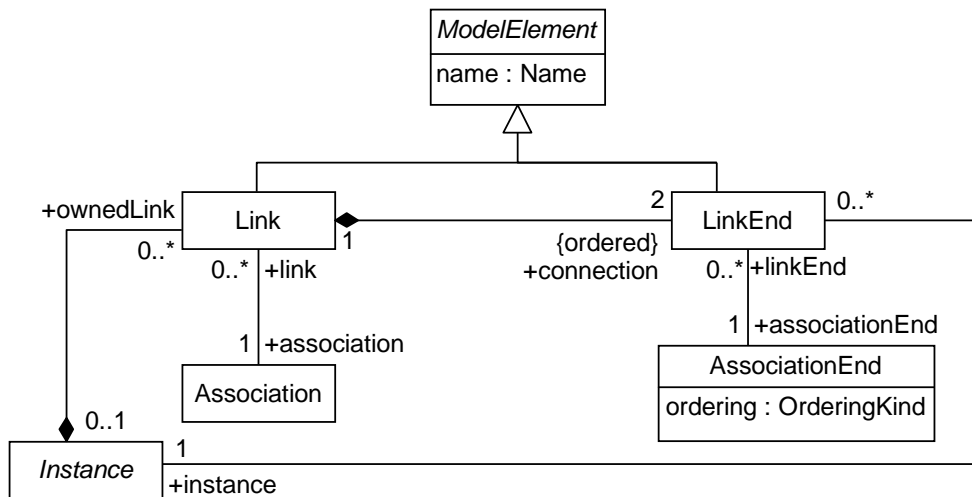 ModelElement
name : Name
+ownedLink
0..*
Link
1
2
{ordered}
+connection
LinkEnd
0..*
0..*
+link
0..*
+linkEnd
1
+association
Association
1
+associationEnd
AssociationEnd
ordering : OrderingKind
0..1
Instance
1
+instance